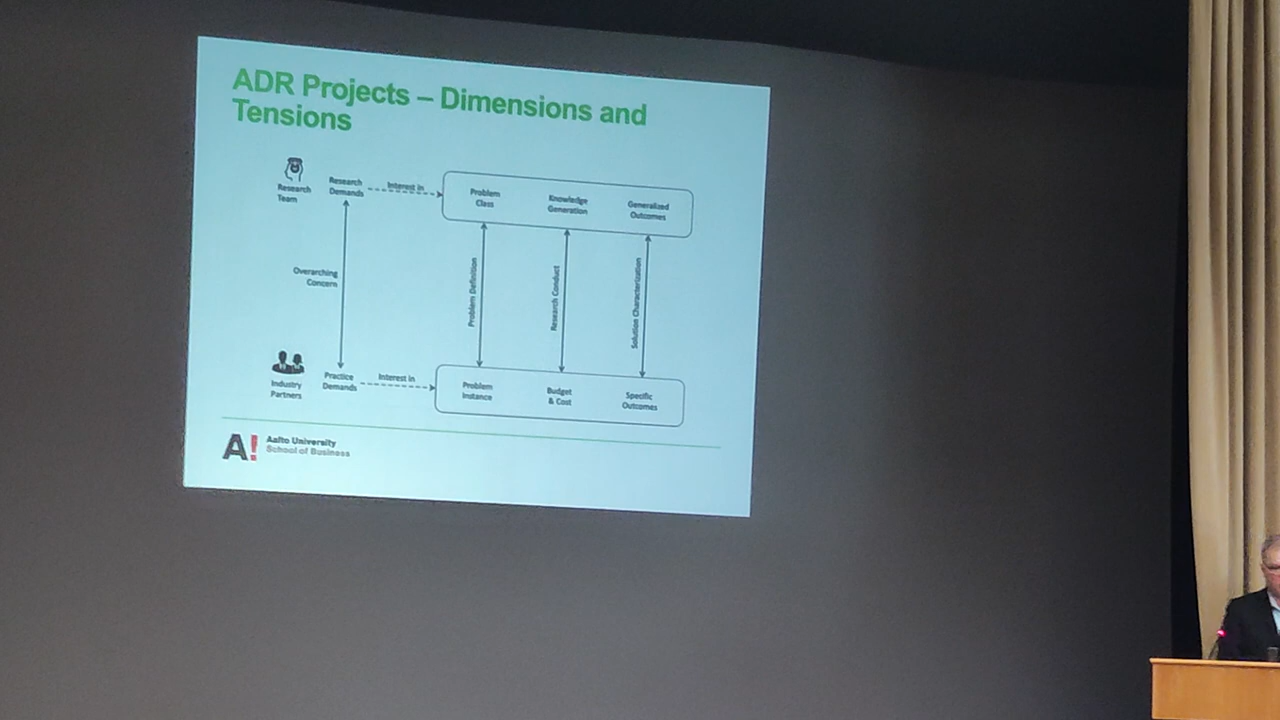 ADR Projects – Dimensions and
Tensions
Research
Team
Research
Demands
Interest in
Problem
Class
Knowledge
Generation
Generalized
Outcomes
Overarching
Concern
Problem Definition
Research Conduct
Solution Characterization
Industry
Partners
Practice
Demands
Interest in
Problem
Instance
Budget
& Cost
Specific
Outcomes
A!
Aalto University
School of Business